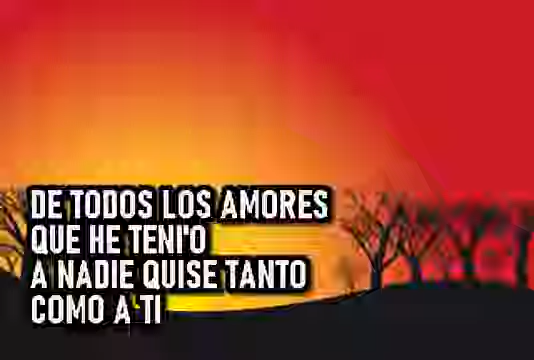 DE TODOS LOS AMORES
QUE HE TENI'O
A NADIE QUISE TANTO
COMO A TI